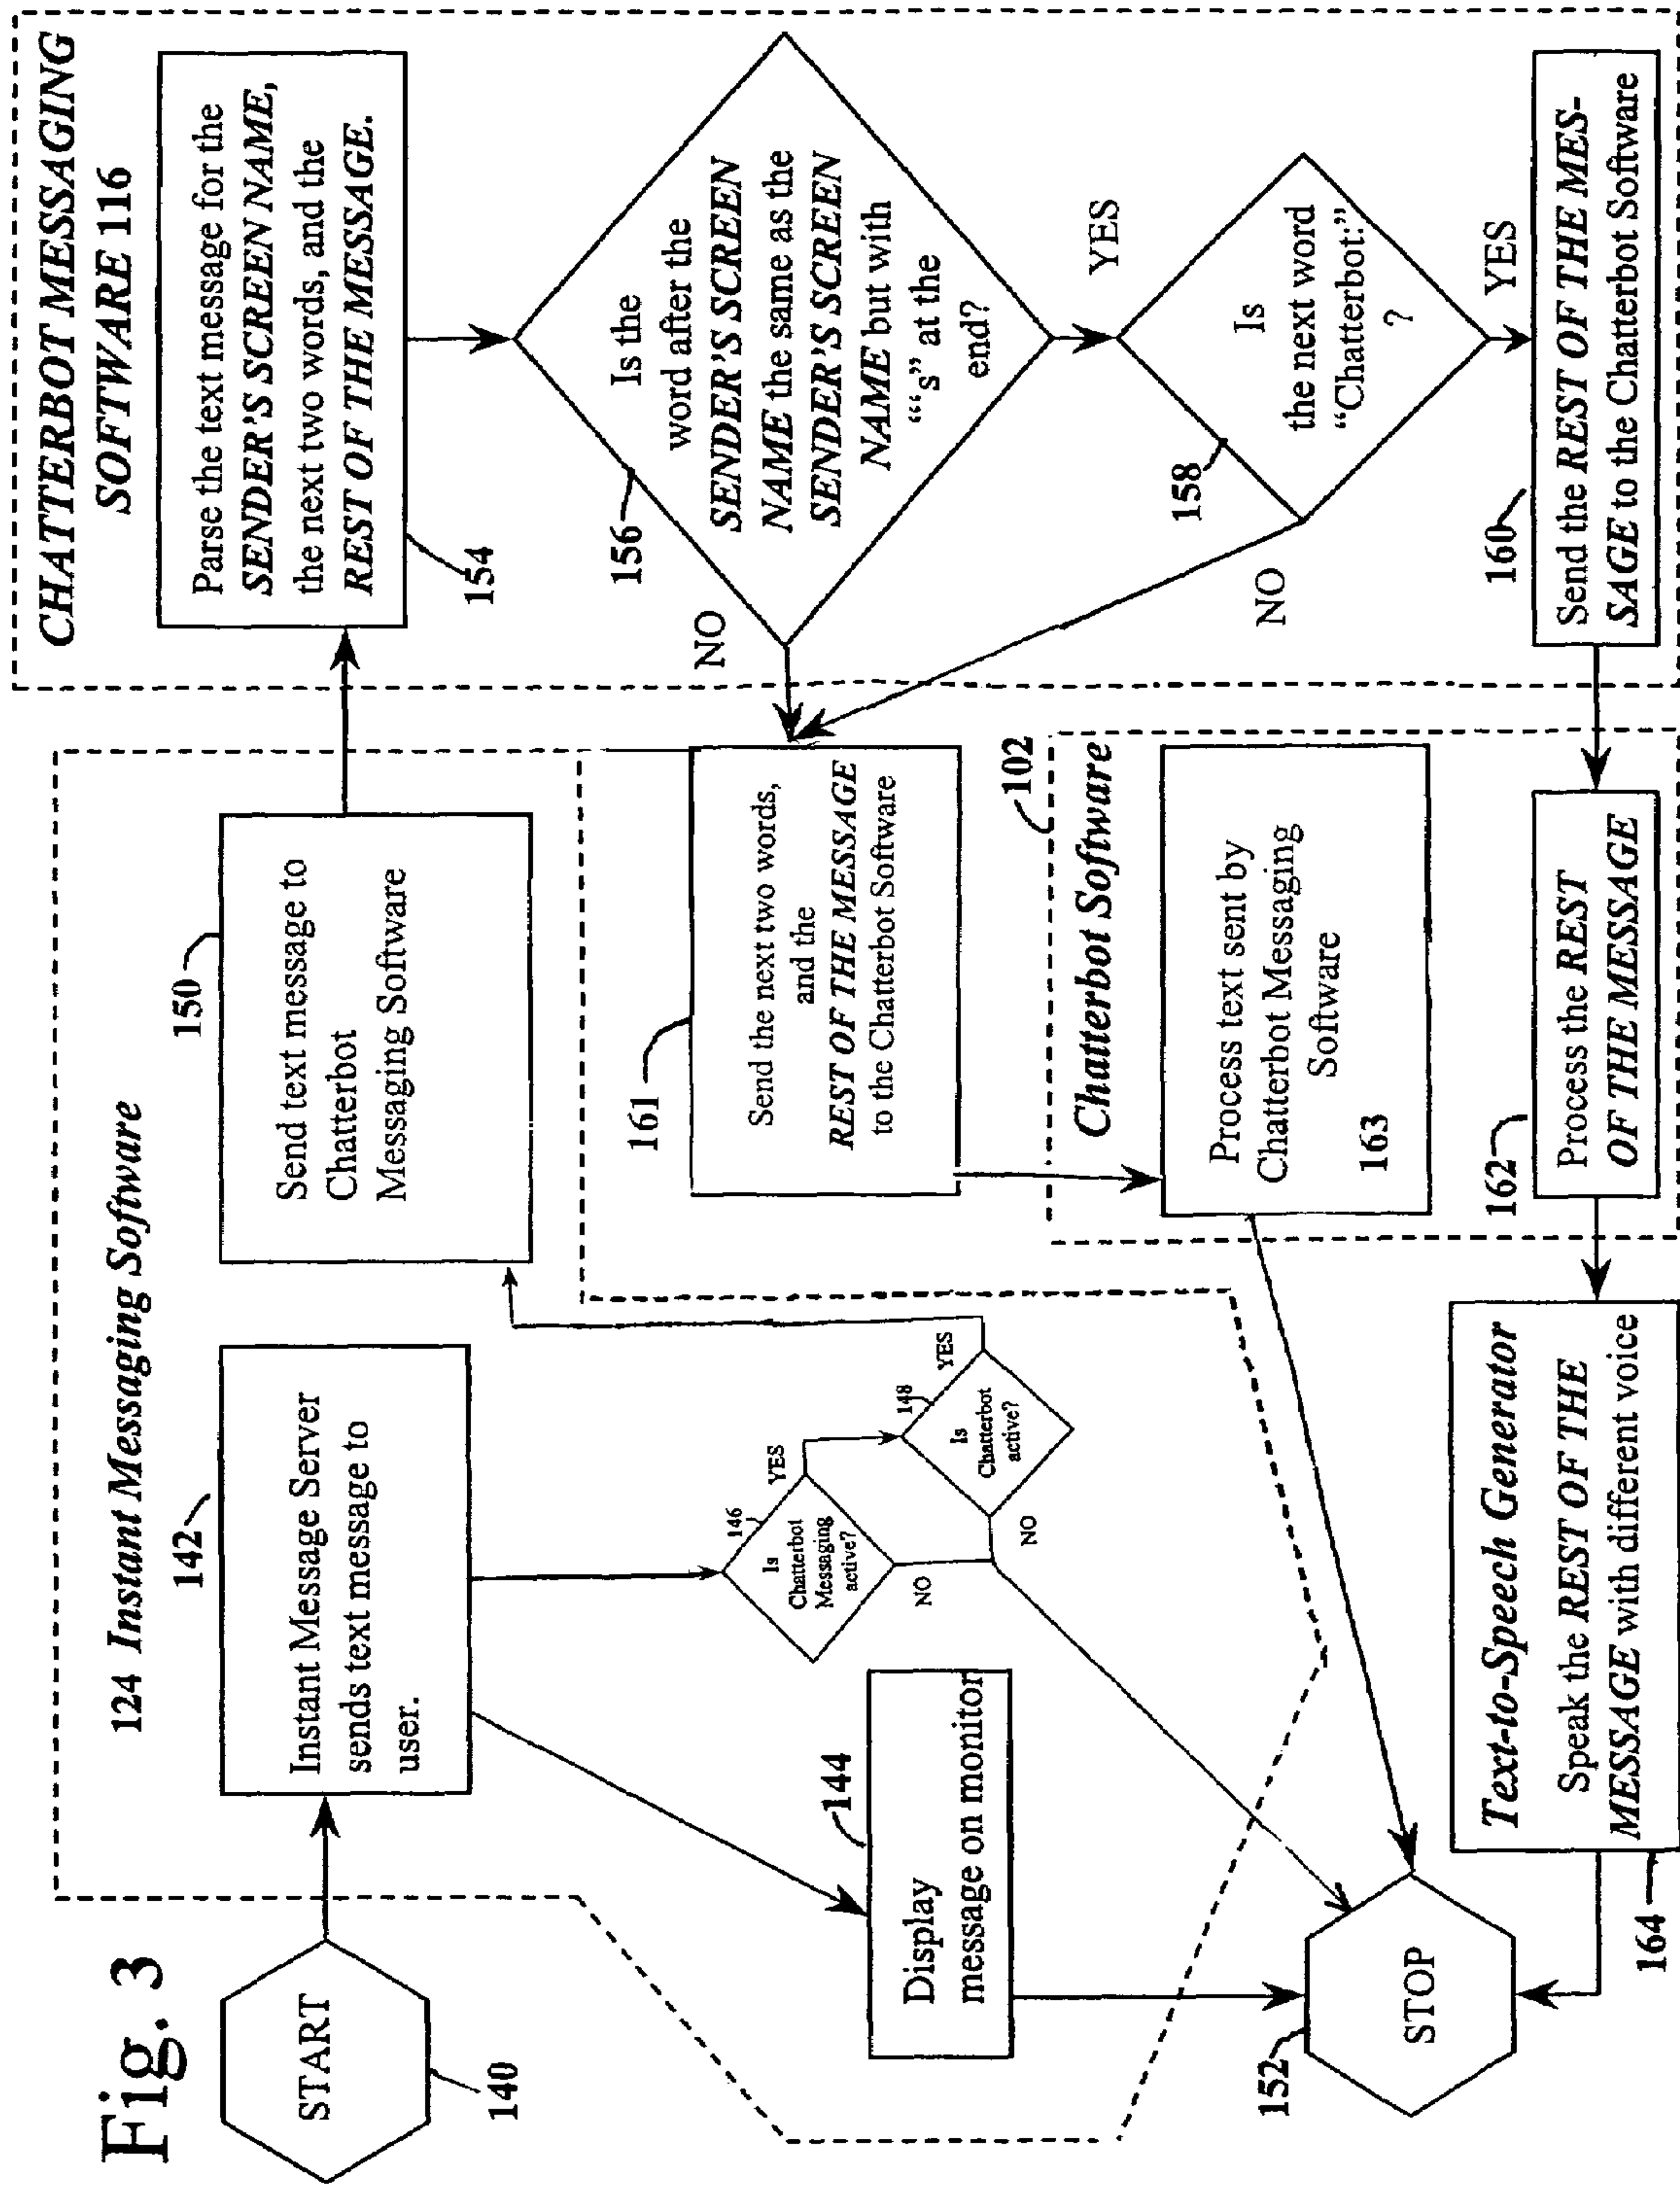 Fig. 3
START
140
124 Instant Messaging Software
142
Instant Message Server
sends text message to
user.
144
Display
message on monitor
146
Is
Chatterbot
Messaging
active?
YES
NO
148
Is
Chatterbot
active?
YES
NO
150
Send text message to
Chatterbot
Messaging Software
152
STOP
CHATTERBOT MESSAGING
SOFTWARE 116
Parse the text message for the
SENDER'S SCREEN NAME,
the next two words, and the
REST OF THE MESSAGE.
154
156
Is the
word after the
SENDER'S SCREEN
NAME the same as the
SENDER'S SCREEN
NAME but with
“‘s” at the
end?
NO
YES
158
Is
the next word
“Chatterbot:”
?
NO
YES
160
Send the REST OF THE MES-
SAGE to the Chatterbot Software
161
Send the next two words,
and the
REST OF THE MESSAGE
to the Chatterbot Software
102
Chatterbot Software
Process text sent by
Chatterbot Messaging
Software
163
162
Process the REST
OF THE MESSAGE
Text-to-Speech Generator
Speak the REST OF THE
MESSAGE with different voice
164